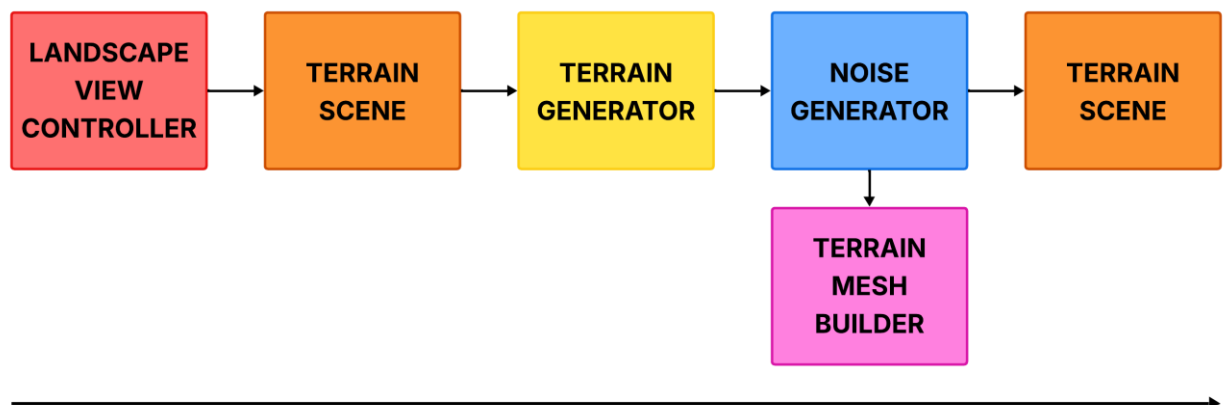 LANDSCAPE
VIEW
CONTROLLER
TERRAIN
SCENE
TERRAIN
GENERATOR
NOISE
GENERATOR
TERRAIN
SCENE
TERRAIN
MESH
BUILDER